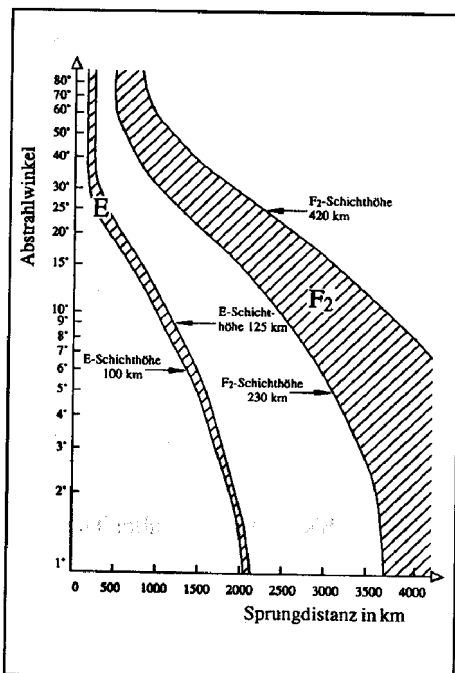 Abstrahlwinkel
80°
70°
60°
50°
40°
30°
25°
20°
15°
10°
9°
8°
7°
6°
5°
4°
3°
2°
1°
E
F₂-Schichthöhe
420 km
F₂
E-Schicht-
höhe 125 km
E-Schichthöhe
100 km
F₂-Schichthöhe
230 km
0 500 1000 1500 2000 2500 3000 3500 4000
Sprungdistanz in km